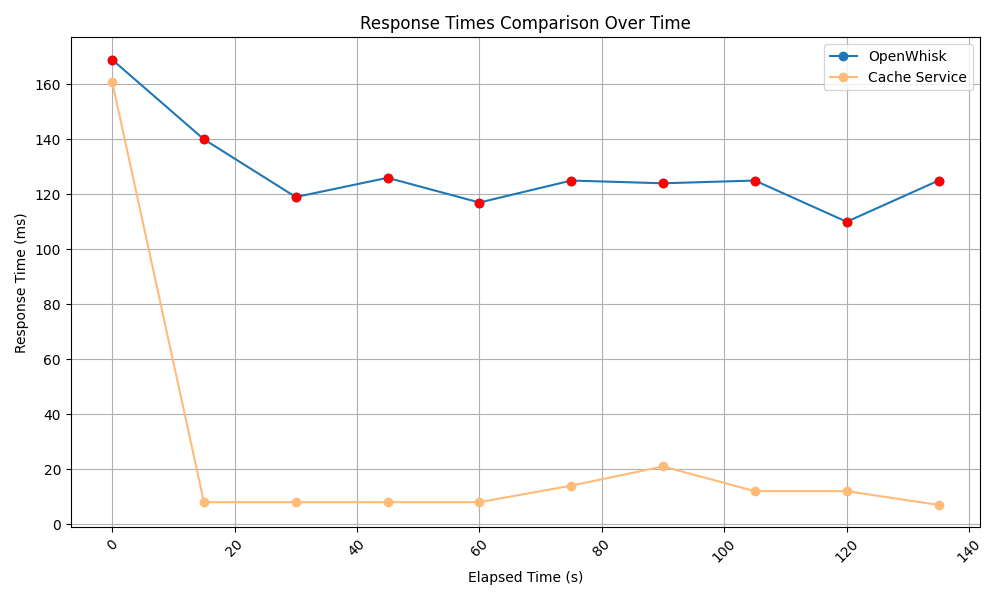 Response Times Comparison Over Time
OpenWhisk
Cache Service
Response Time (ms)
160
140
120
100
80
60
40
20
0
0 20 40 60 80 100 120 140
Elapsed Time (s)